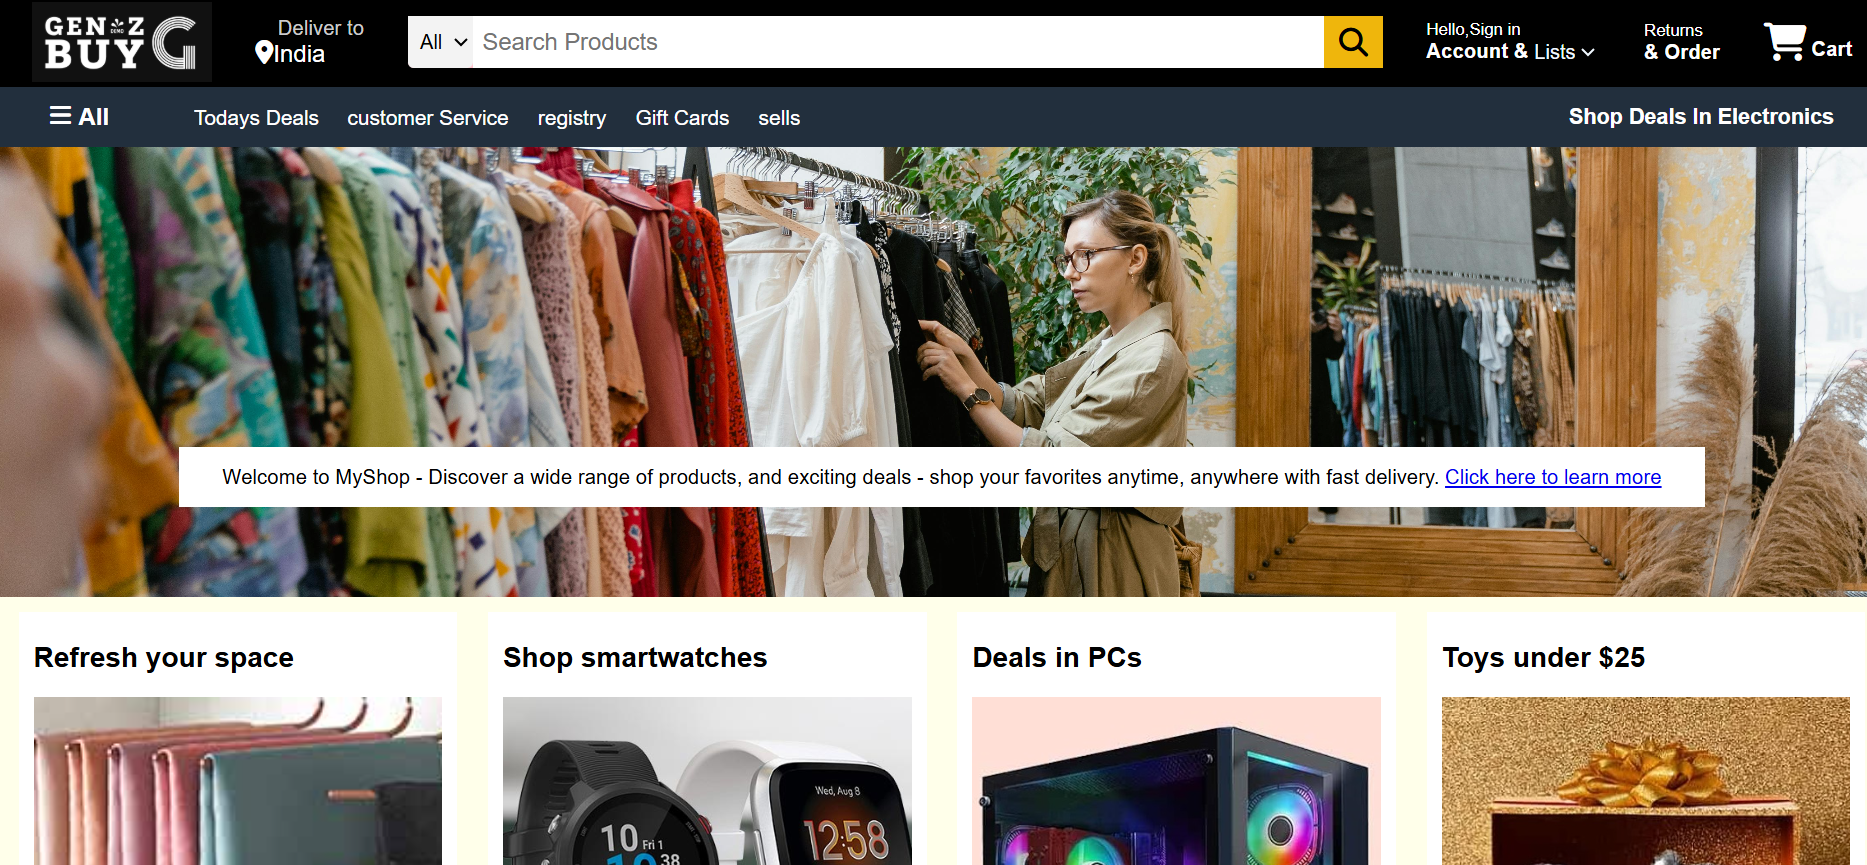 GEN Z
BUY G
Deliver to
India
All
Search Products
Hello,Sign in
Account & Lists
Returns
& Order
Cart
All
Todays Deals
customer Service
registry
Gift Cards
sells
Shop Deals In Electronics
Welcome to MyShop - Discover a wide range of products, and exciting deals - shop your favorites anytime, anywhere with fast delivery. Click here to learn more
Refresh your space
Shop smartwatches
Deals in PCs
Toys under $25
Wed, Aug 8
12:58
10 Fri 1
10 38